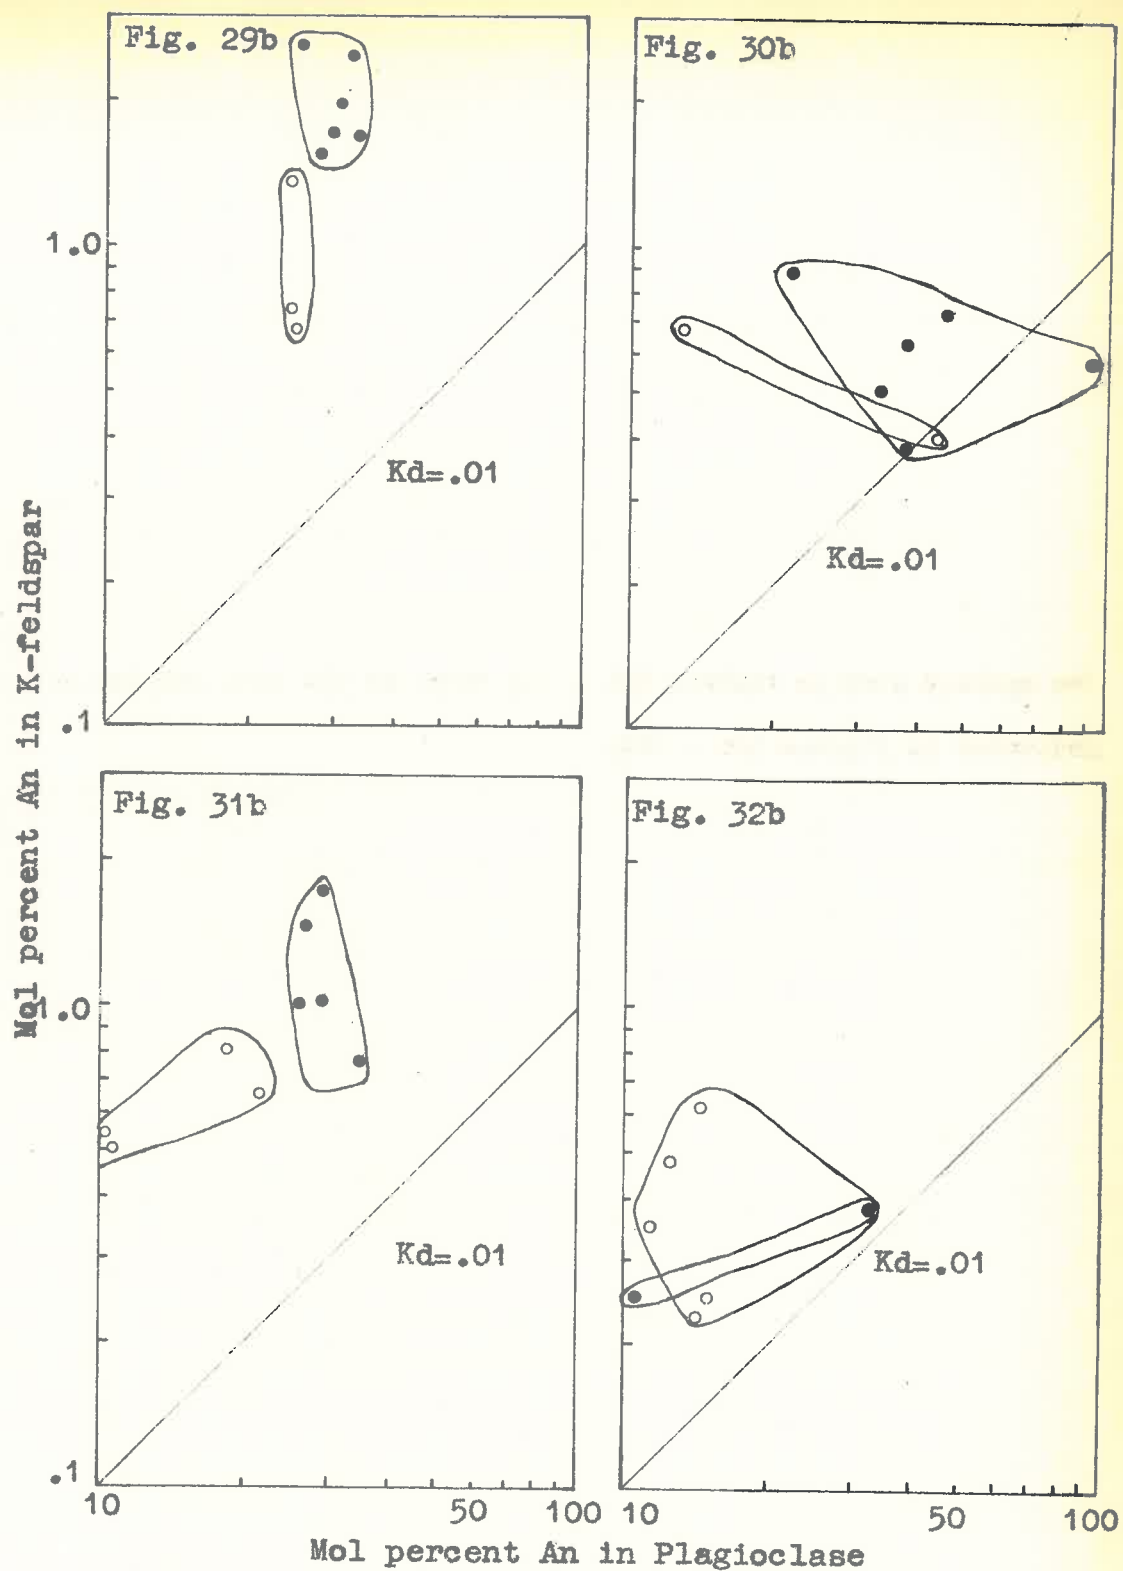 Fig. 29b
Fig. 30b
1.0
Kd=.01
Kd=.01
.1
Mol percent An in K-feldspar
Fig. 31b
Fig. 32b
1.0
Kd=.01
Kd=.01
.1
10
50
100
10
50
100
Mol percent An in Plagioclase